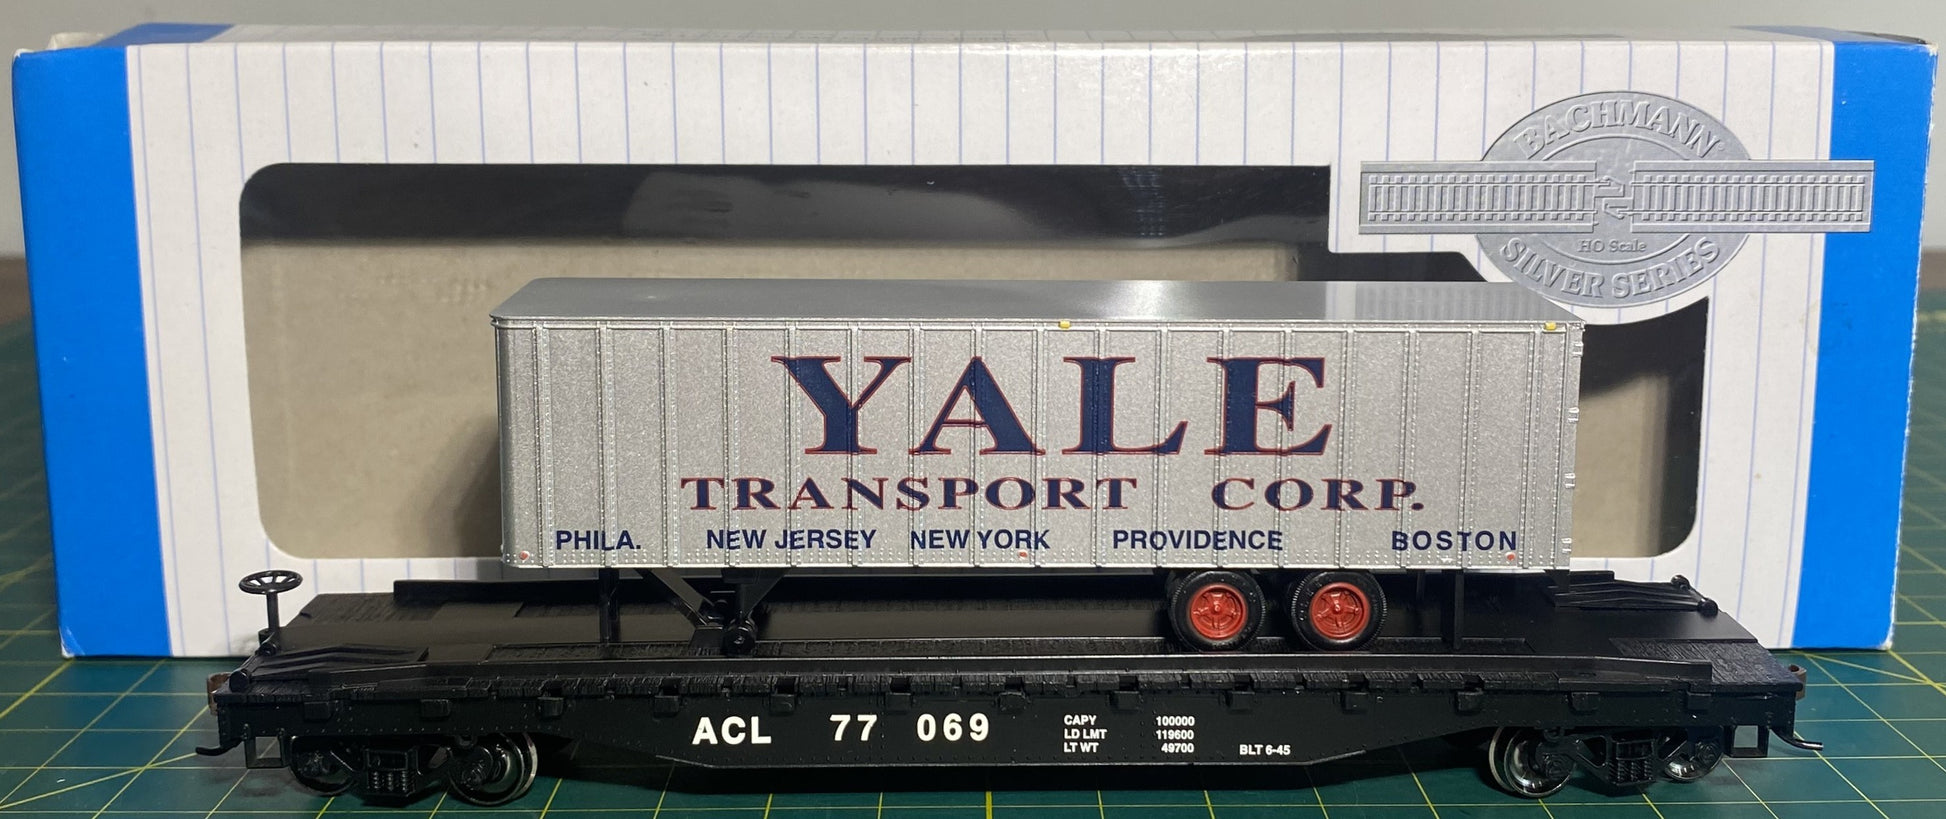 BACHMANN
HO Scale
SILVER SERIES
YALE
TRANSPORT CORP.
PHILA. NEW JERSEY NEW YORK PROVIDENCE BOSTON
ACL 77 069
CAPY 100000
LD LMT 119600
LT WT 49700 BLT 6-45